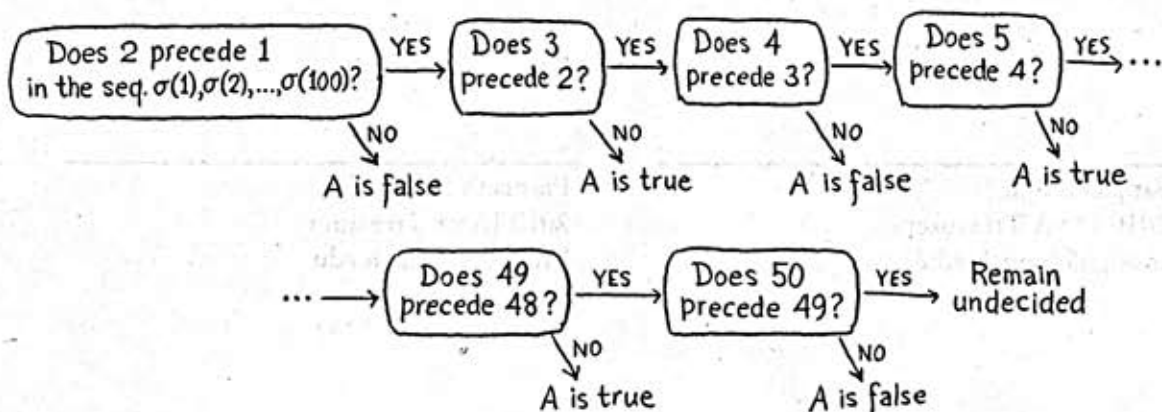 Does 2 precede 1
in the seq. σ(1),σ(2),...,σ(100)?
YES
Does 3
precede 2?
YES
Does 4
precede 3?
YES
Does 5
precede 4?
YES
...
NO
A is false
NO
A is true
NO
A is false
NO
A is true
...
Does 49
precede 48?
YES
Does 50
precede 49?
YES
Remain
undecided
NO
A is true
NO
A is false